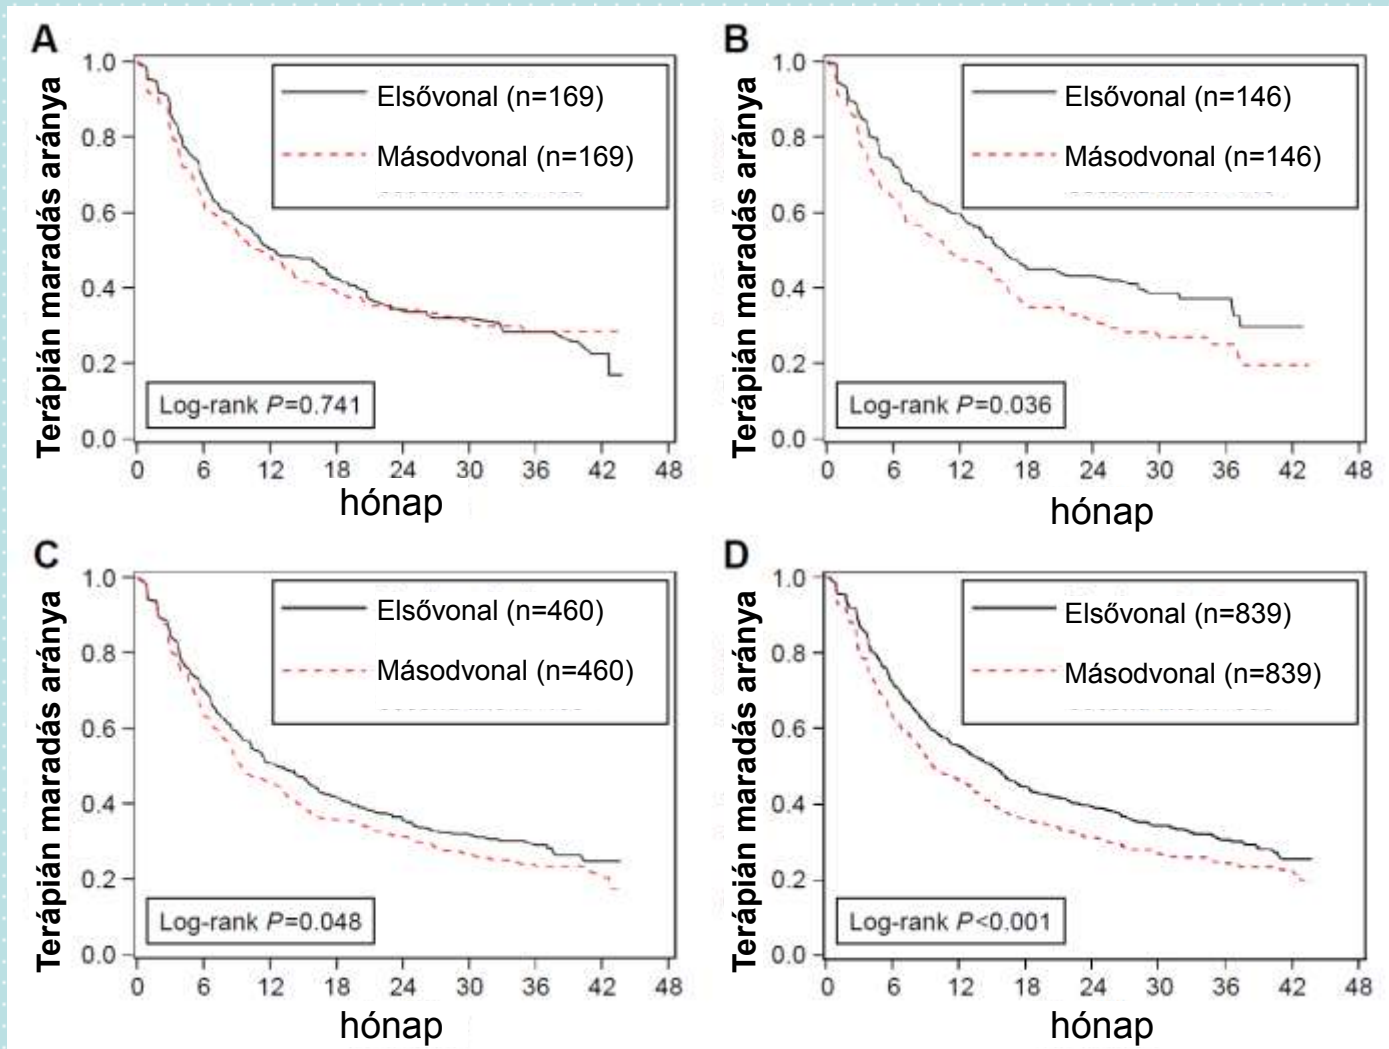 A
Terápián maradás aránya
1.0
0.8
0.6
0.4
0.2
0.0
Elsővonal (n=169)
Másodvonal (n=169)
Log-rank P=0.741
0 6 12 18 24 30 36 42 48
hónap
B
Terápián maradás aránya
1.0
0.8
0.6
0.4
0.2
0.0
Elsővonal (n=146)
Másodvonal (n=146)
Log-rank P=0.036
0 6 12 18 24 30 36 42 48
hónap
C
Terápián maradás aránya
1.0
0.8
0.6
0.4
0.2
0.0
Elsővonal (n=460)
Másodvonal (n=460)
Log-rank P=0.048
0 6 12 18 24 30 36 42 48
hónap
D
Terápián maradás aránya
1.0
0.8
0.6
0.4
0.2
0.0
Elsővonal (n=839)
Másodvonal (n=839)
Log-rank P<0.001
0 6 12 18 24 30 36 42 48
hónap